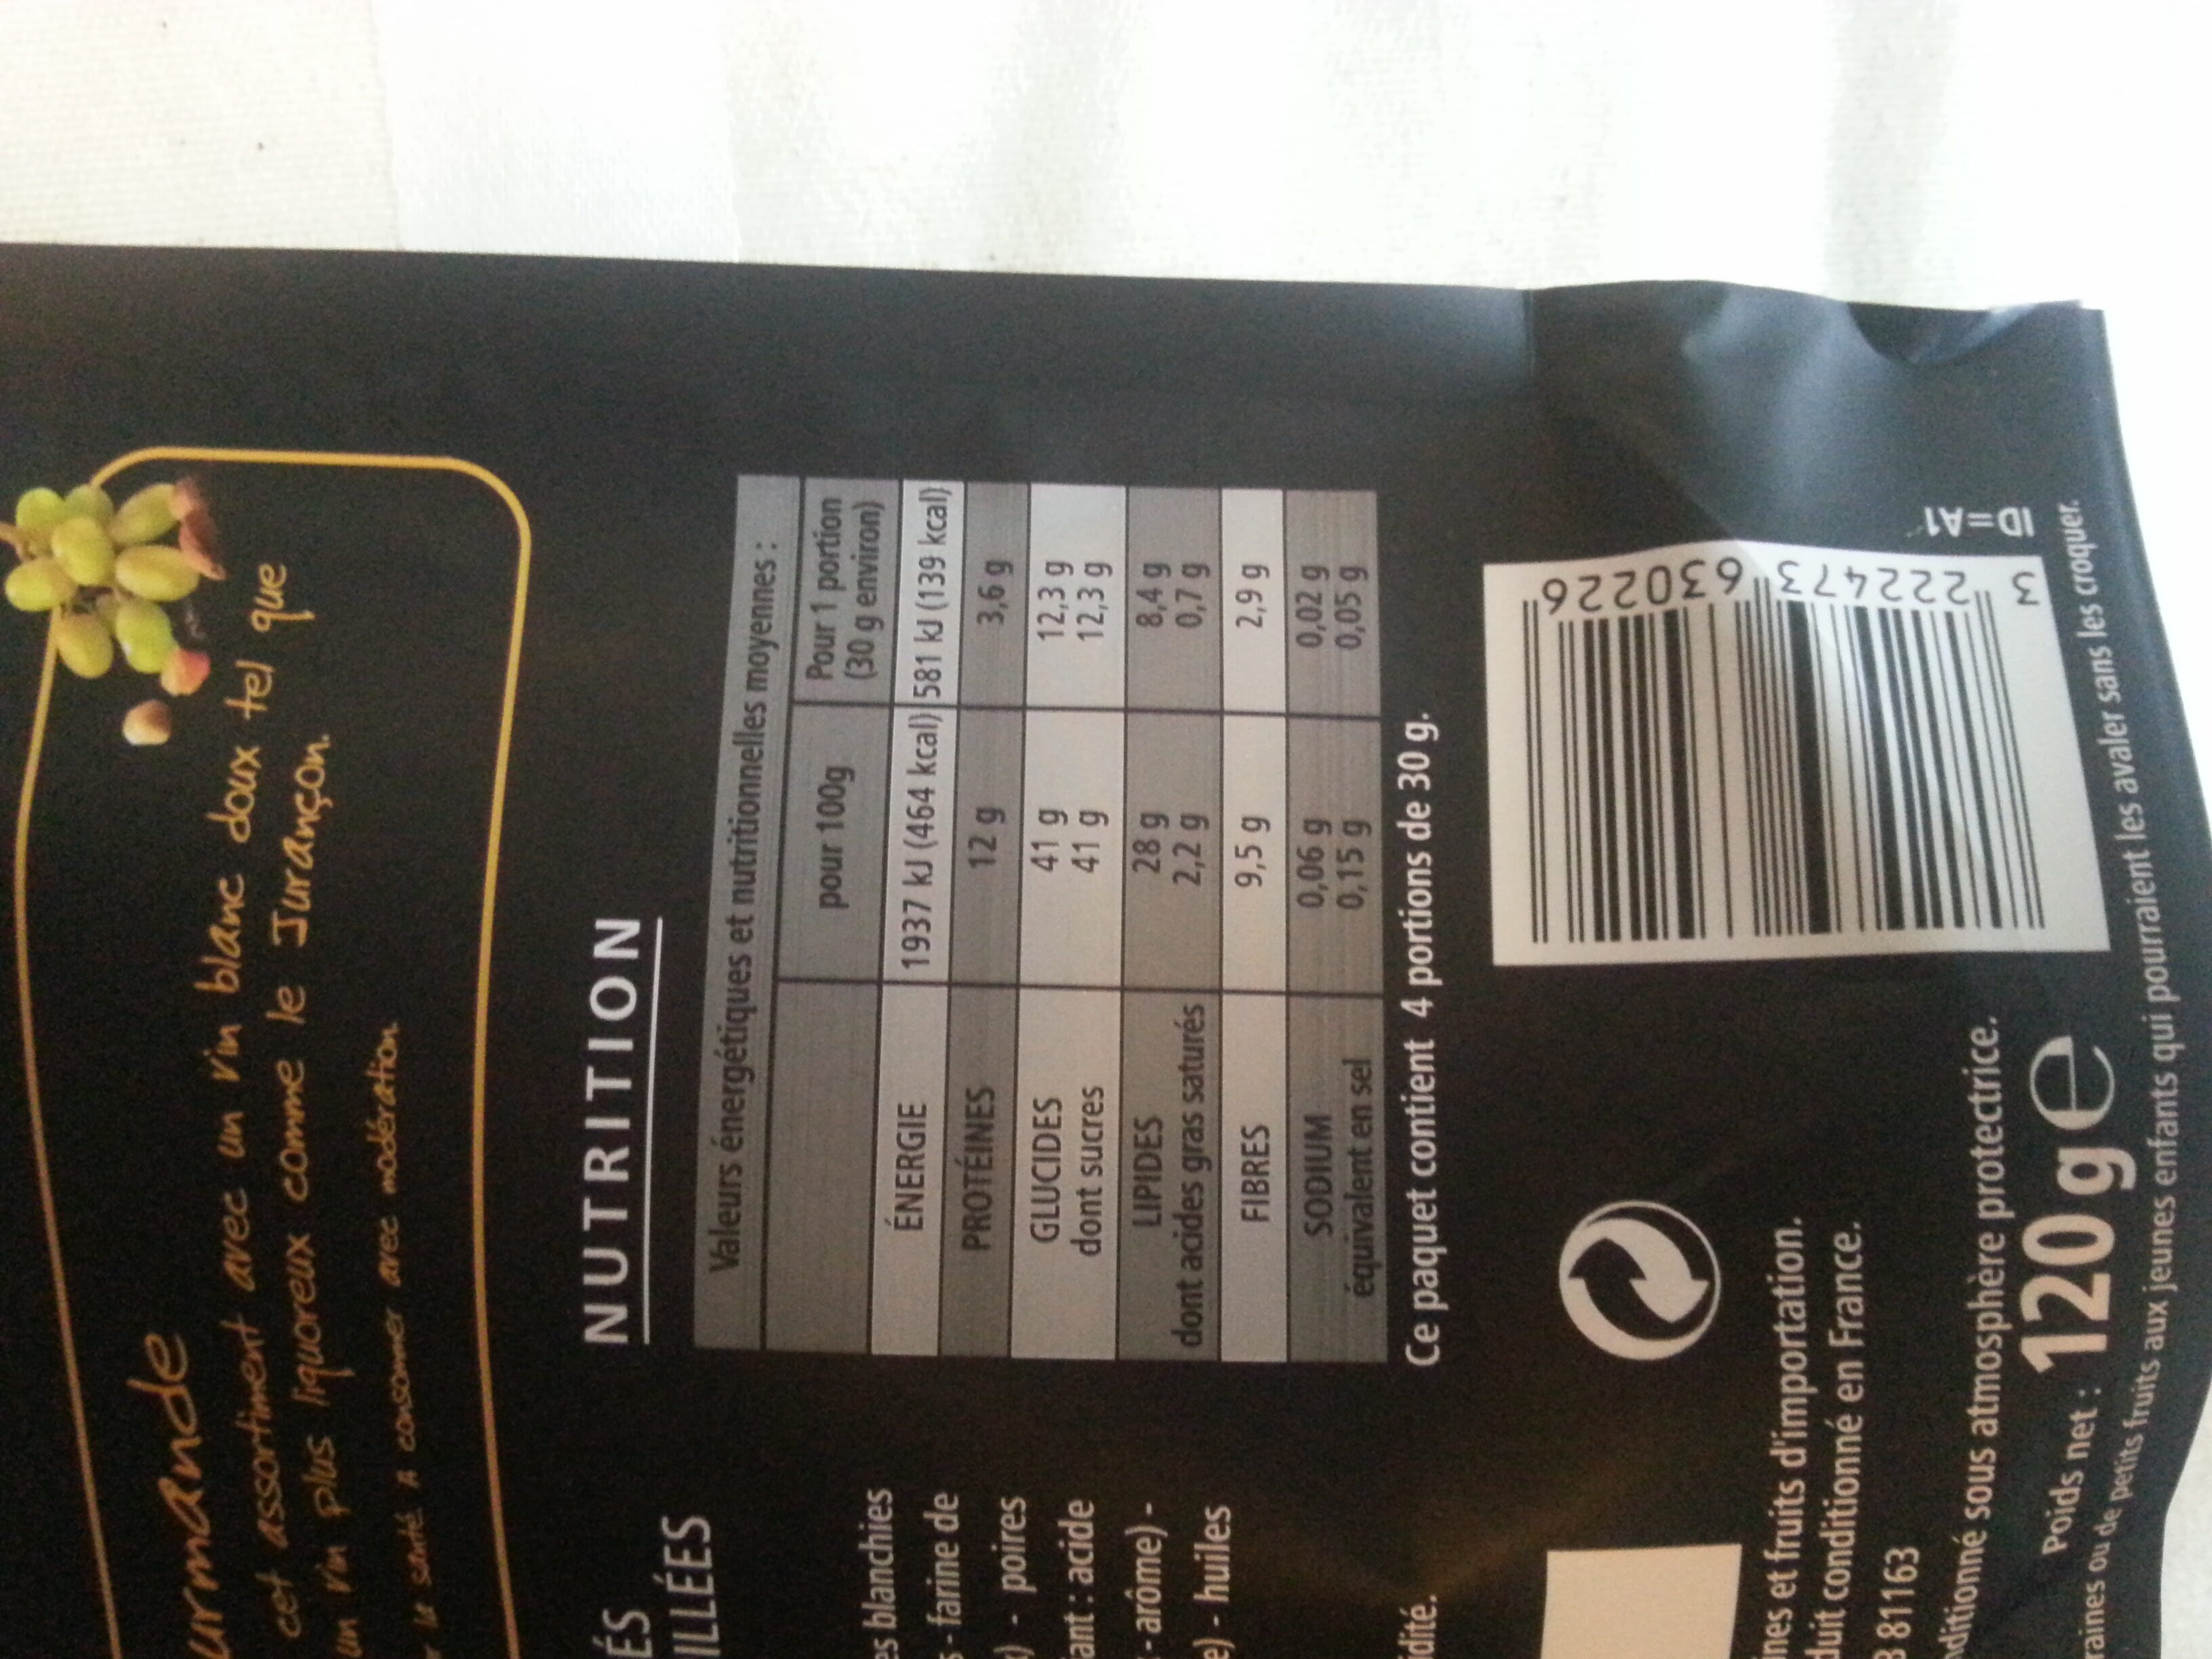 urmande
cet assortiment avec un vin blanc doux tel que
un vin plus liquoreux comme le Jurançon.
la santé à consommer avec modération
ÉS
ILLÉES
es blanchies
- farine de
) - poires
ant : acide
- arôme) -
e) - huiles
idité.
NUTRITION
Valeurs énergétiques et nutritionnelles moyennes :
pour 100g Pour 1 portion
(30 g environ)
ÉNERGIE 1937 kJ (464 kcal) 581 kJ (139 kcal)
PROTÉINES 12 g 3,6 g
GLUCIDES 41 g 12,3 g
dont sucres 41 g 12,3 g
LIPIDES 28 g 8,4 g
dont acides gras saturés 2,2 g 0,7 g
FIBRES 9,5 g 2,9 g
SODIUM 0,06 g 0,02 g
équivalent en sel 0,15 g 0,05 g
Ce paquet contient 4 portions de 30 g.
3 222473 630226
ID=A1
ines et fruits d'importation.
duit conditionné en France.
3 81163
nditionné sous atmosphère protectrice.
Poids net : 120 g e
raines ou de petits fruits aux jeunes enfants qui pourraient les avaler sans les croquer.